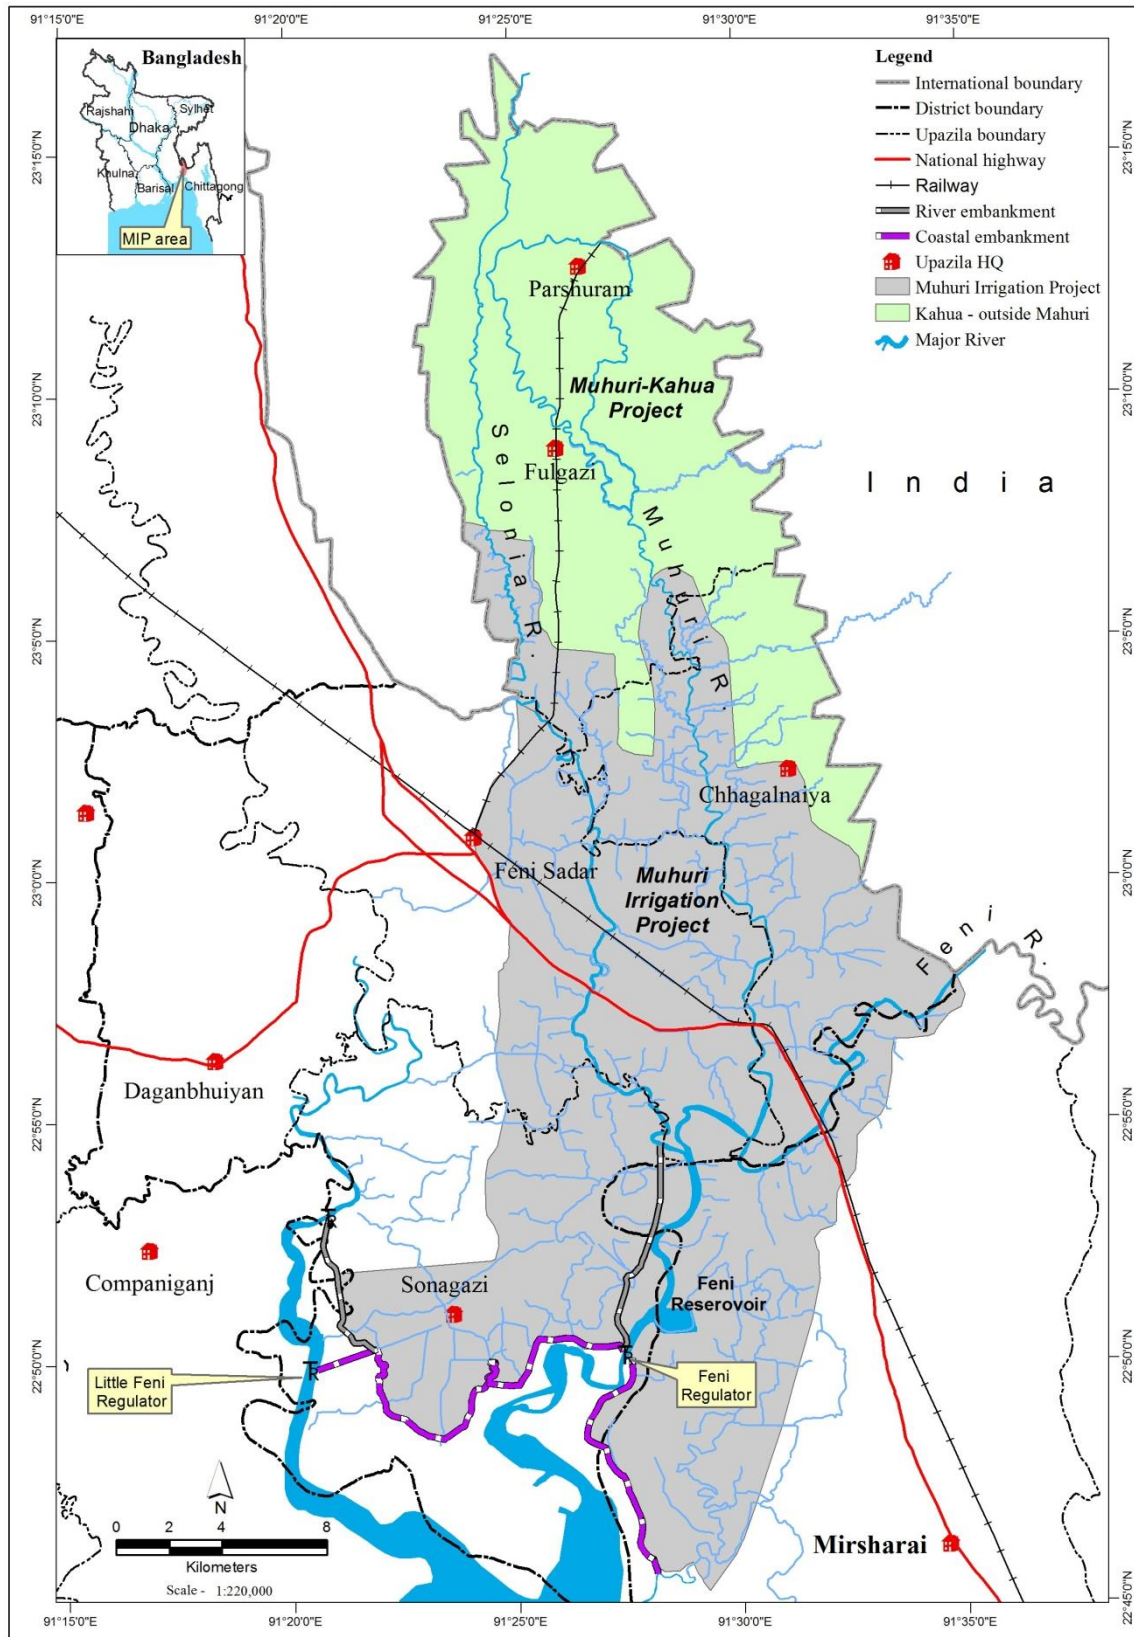 91°15'0"E
91°20'0"E
91°25'0"E
91°30'0"E
91°35'0"E
Bangladesh
Rajshahi
Sylhet
Dhaka
Khulna
Barisal
Chittagong
MIP area
Legend
International boundary
District boundary
Upazila boundary
National highway
Railway
River embankment
Coastal embankment
Upazila HQ
Muhuri Irrigation Project
Kahua - outside Mahuri
Major River
23°15'0"N
23°15'0"N
Parshuram
23°10'0"N
23°10'0"N
Muhuri-Kahua
Project
Selonia R.
Fulgazi
India
Muhuri R.
23°5'0"N
23°5'0"N
Chhagalnaiya
Feni Sadar
23°0'0"N
23°0'0"N
Muhuri
Irrigation
Project
Feni R.
Daganbhuiyan
22°55'0"N
22°55'0"N
Companiganj
Sonagazi
Feni
Reserovoir
22°50'0"N
22°50'0"N
Little Feni
Regulator
Feni
Regulator
N
0 2 4 8
Kilometers
Scale - 1:220,000
Mirsharai
22°45'0"N
91°15'0"E
91°20'0"E
91°25'0"E
91°30'0"E
91°35'0"E